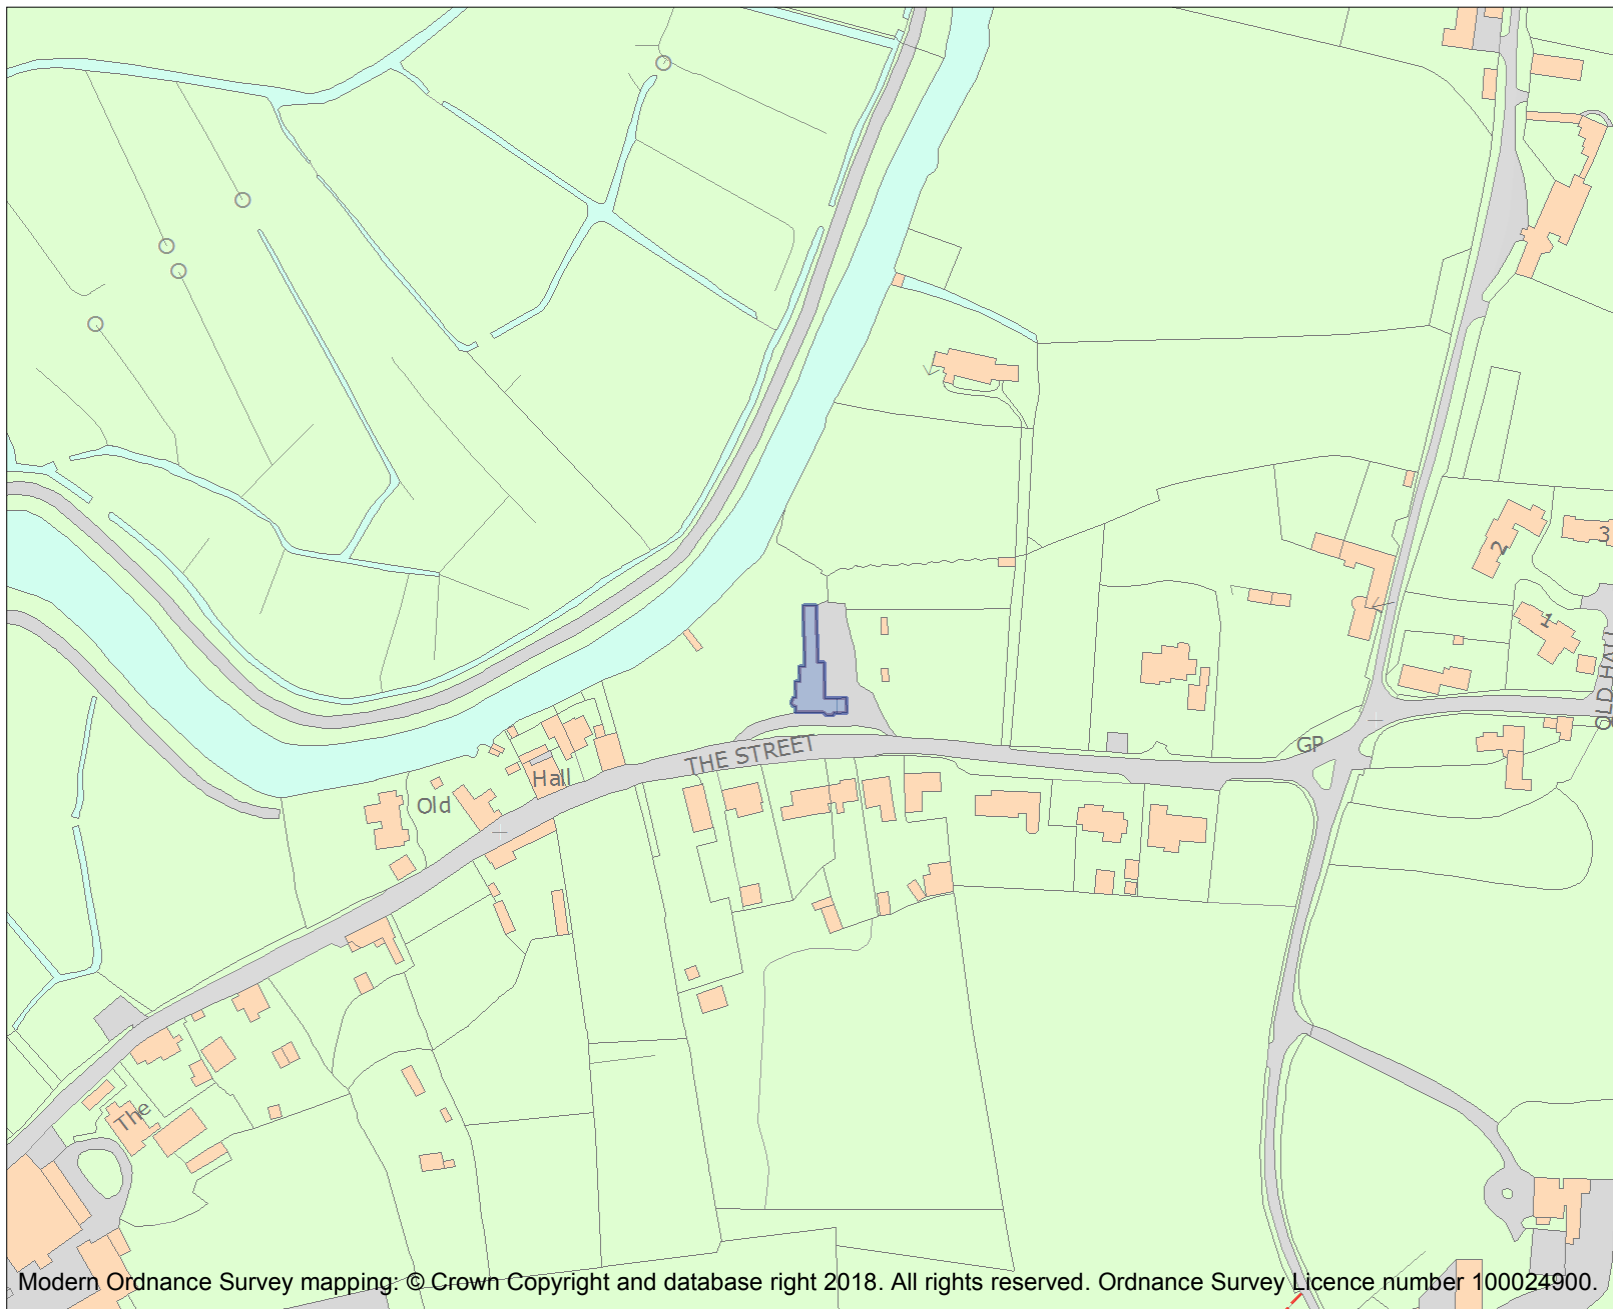 2
3
1
OLD HALL
THE STREET
GP
Hall
Old
The
Modern Ordnance Survey mapping: © Crown Copyright and database right 2018. All rights reserved. Ordnance Survey Licence number 100024900.